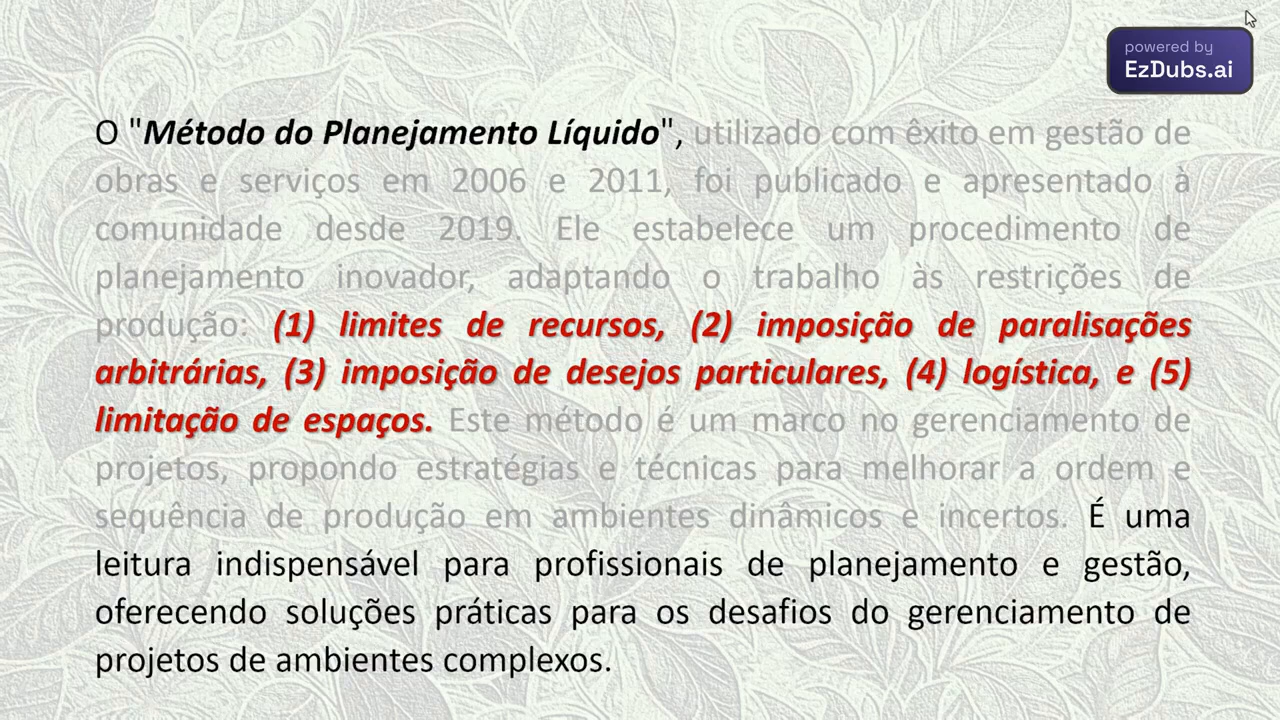 powered by
EzDubs.ai
O "Método do Planejamento Líquido", utilizado com êxito em gestão de
obras e serviços em 2006 e 2011, foi publicado e apresentado à
comunidade desde 2019. Ele estabelece um procedimento de
planejamento inovador, adaptando o trabalho às restrições de
produção: (1) limites de recursos, (2) imposição de paralisações
arbitrárias, (3) imposição de desejos particulares, (4) logística, e (5)
limitação de espaços. Este método é um marco no gerenciamento de
projetos, propondo estratégias e técnicas para melhorar a ordem e
sequência de produção em ambientes dinâmicos e incertos. É uma
leitura indispensável para profissionais de planejamento e gestão,
oferecendo soluções práticas para os desafios do gerenciamento de
projetos de ambientes complexos.